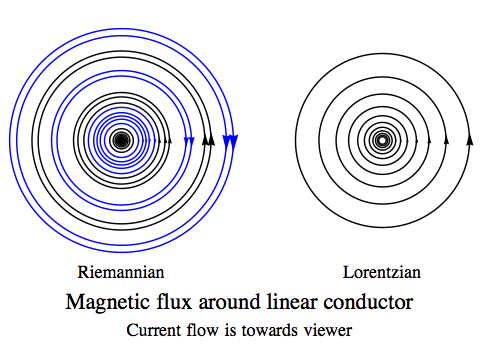 Riemannian Lorentzian
Magnetic flux around linear conductor
Current flow is towards viewer